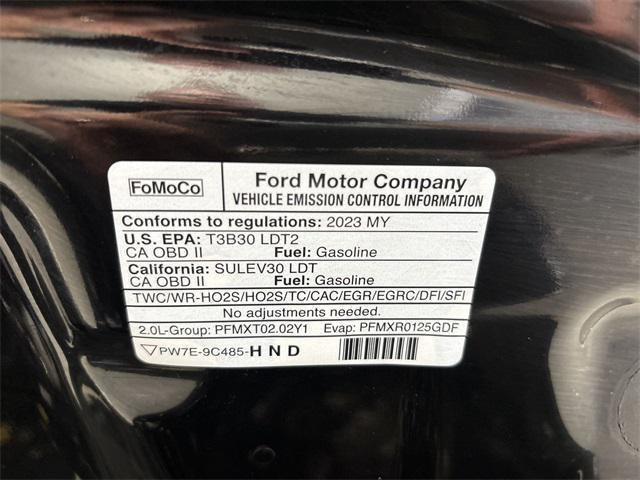 FoMoCo
Ford Motor Company
VEHICLE EMISSION CONTROL INFORMATION
Conforms to regulations: 2023 MY
U.S. EPA: T3B30 LDT2
CA OBD II Fuel: Gasoline
California: SULEV30 LDT
CA OBD II Fuel: Gasoline
TWC/WR-HO2S/HO2S/TC/CAC/EGR/EGRC/DFI/SFI
No adjustments needed.
2.0L-Group: PFMXT02.02Y1 Evap: PFMXR0125GDF
PW7E-9C485-HND